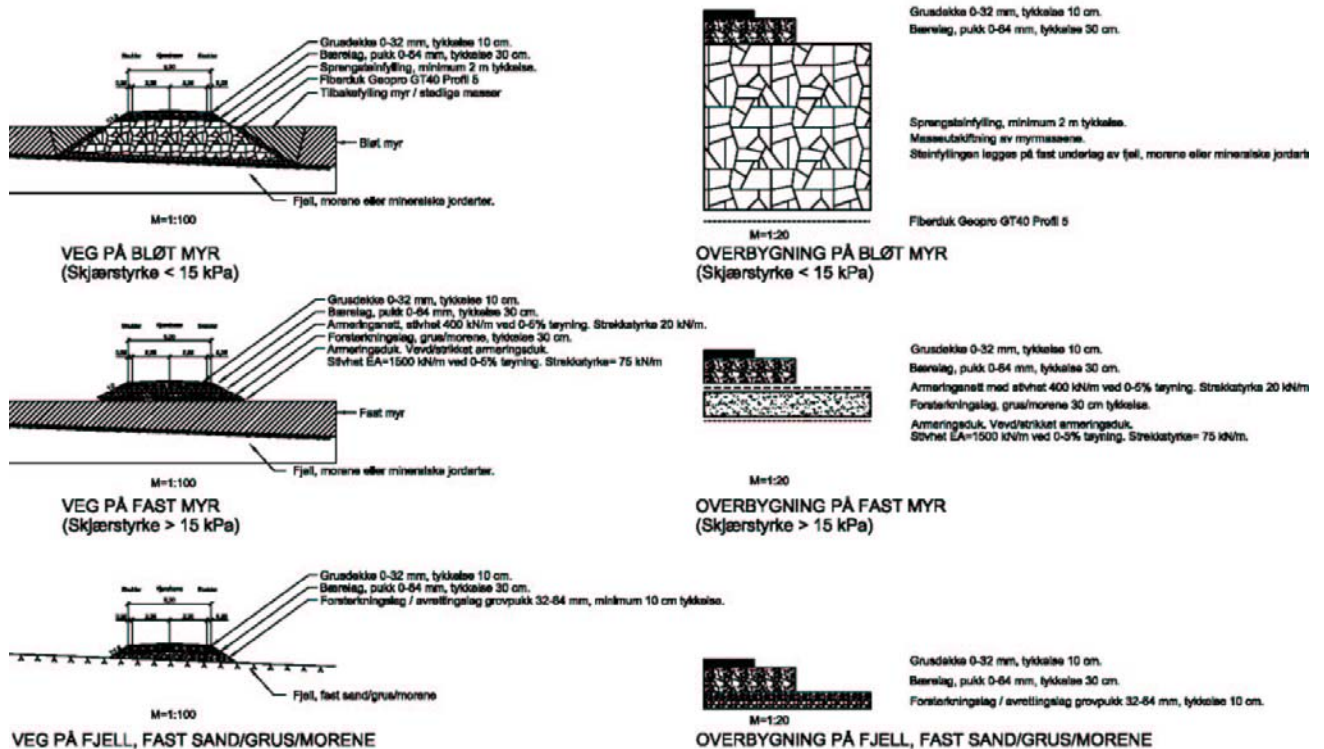 Grusdekke 0-32 mm, tykkelse 10 cm.
Bærelag, pukk 0-64 mm, tykkelse 30 cm.
Sprengsteinfylling, minimum 2 m tykkelse.
Fiberduk Geopro GT40 Profil 5
Tilbakefylling myr / stedlige masser
Bløt myr
Fjell, morene eller mineralske jordarter.
M=1:100
VEG PÅ BLØT MYR
(Skjærstyrke < 15 kPa)
Grusdekke 0-32 mm, tykkelse 10 cm.
Bærelag, pukk 0-64 mm, tykkelse 30 cm.
Sprengsteinfylling, minimum 2 m tykkelse.
Masseutskiftning av myrmassene.
Steinfyllingen legges på fast underlag av fjell, morene eller mineralske jordarte
Fiberduk Geopro GT40 Profil 5
M=1:20
OVERBYGNING PÅ BLØT MYR
(Skjærstyrke < 15 kPa)
Grusdekke 0-32 mm, tykkelse 10 cm.
Bærelag, pukk 0-64 mm, tykkelse 30 cm.
Armeringsnett, stivhet 400 kN/m ved 0-5% tøyning. Strekkstyrke 20 kN/m.
Forsterkningslag, grus/morene, tykkelse 30 cm.
Armeringsduk. Vevd/strikket armeringsduk.
Stivhet EA=1500 kN/m ved 0-5% tøyning. Strekkstyrke= 75 kN/m
Fast myr
Fjell, morene eller mineralske jordarter.
M=1:100
VEG PÅ FAST MYR
(Skjærstyrke > 15 kPa)
Grusdekke 0-32 mm, tykkelse 10 cm.
Bærelag, pukk 0-64 mm, tykkelse 30 cm.
Armeringsnett med stivhet 400 kN/m ved 0-5% tøyning. Strekkstyrke 20 kN/m
Forsterkningslag, grus/morene 30 cm tykkelse.
Armeringsduk. Vevd/strikket armeringsduk.
Stivhet EA=1500 kN/m ved 0-5% tøyning. Strekkstyrke= 75 kN/m.
M=1:20
OVERBYGNING PÅ FAST MYR
(Skjærstyrke > 15 kPa)
Grusdekke 0-32 mm, tykkelse 10 cm.
Bærelag, pukk 0-64 mm, tykkelse 30 cm.
Forsterkningslag / avrettingslag grovpukk 32-64 mm, minimum 10 cm tykkelse.
Fjell, fast sand/grus/morene
M=1:100
VEG PÅ FJELL, FAST SAND/GRUS/MORENE
Grusdekke 0-32 mm, tykkelse 10 cm.
Bærelag, pukk 0-64 mm, tykkelse 30 cm.
Forsterkningslag / avrettingslag grovpukk 32-64 mm, tykkelse 10 cm.
M=1:20
OVERBYGNING PÅ FJELL, FAST SAND/GRUS/MORENE